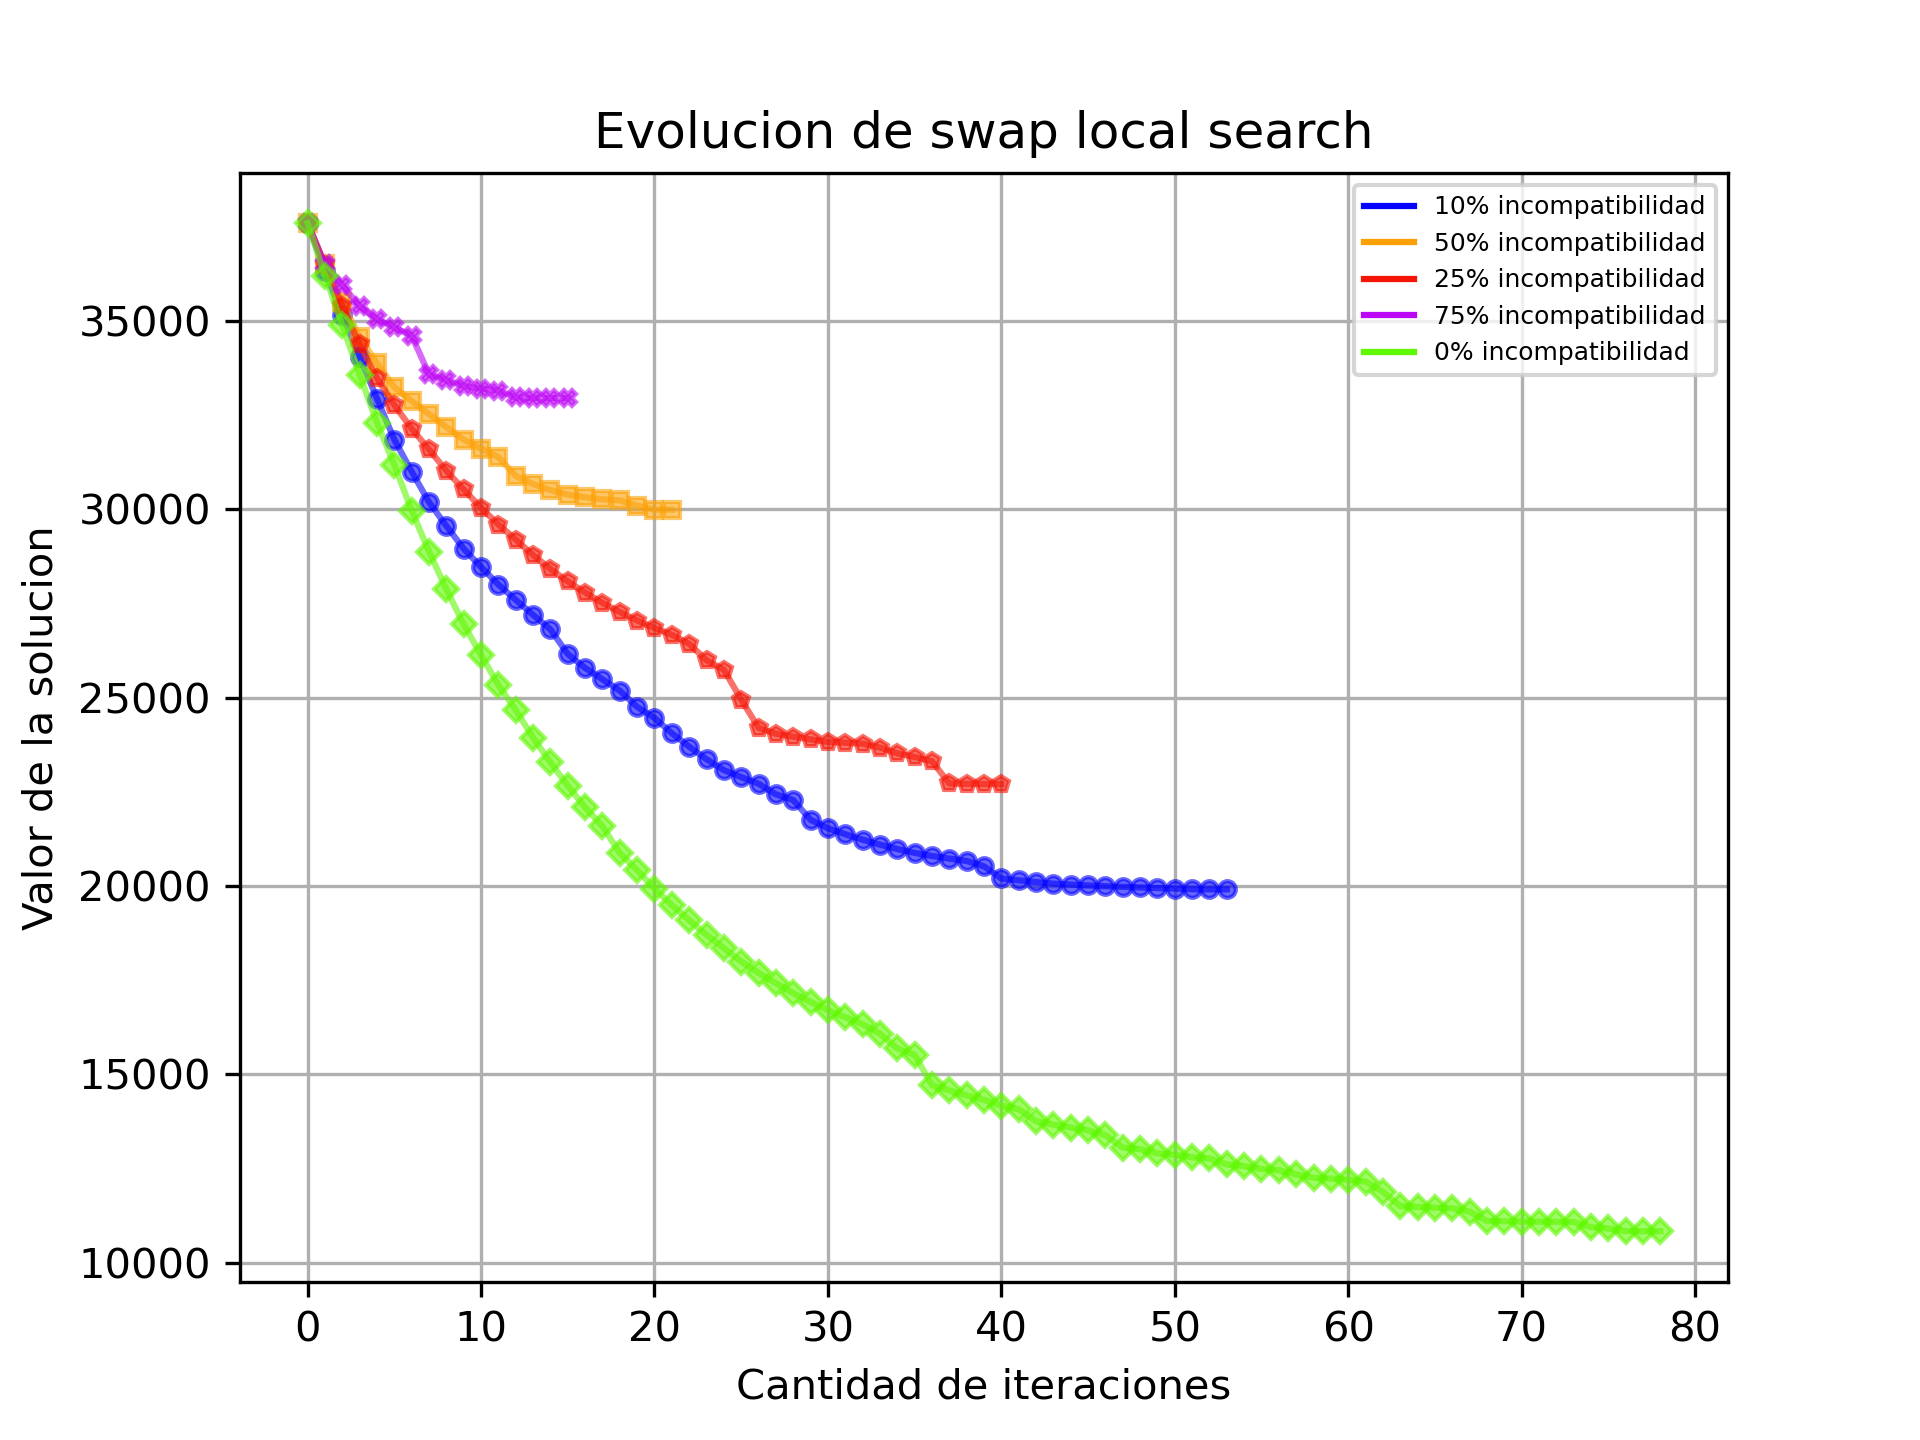 Evolucion de swap local search
10% incompatibilidad
50% incompatibilidad
25% incompatibilidad
75% incompatibilidad
0% incompatibilidad
Valor de la solucion
35000
30000
25000
20000
15000
10000
0 10 20 30 40 50 60 70 80
Cantidad de iteraciones